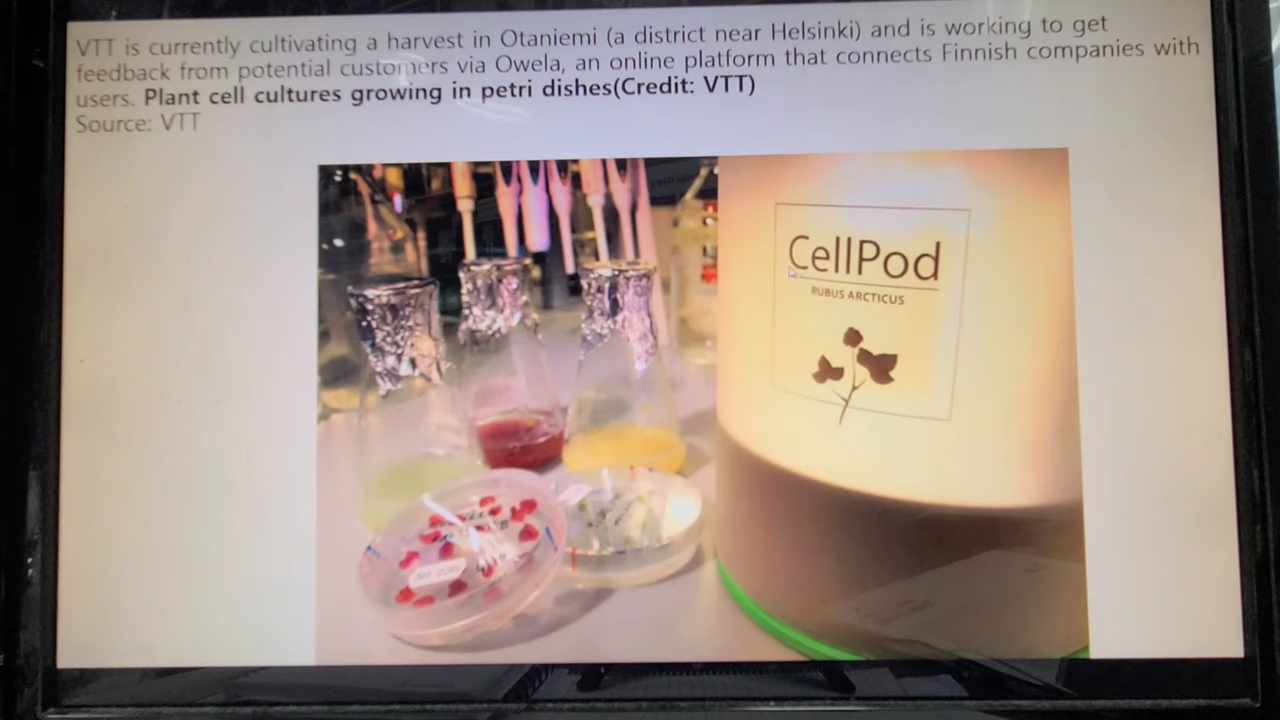 VTT is currently cultivating a harvest in Otaniemi (a district near Helsinki) and is working to get
feedback from potential customers via Owela, an online platform that connects Finnish companies with
users. Plant cell cultures growing in petri dishes(Credit: VTT)
Source: VTT
CellPod
RUBUS ARCTICUS